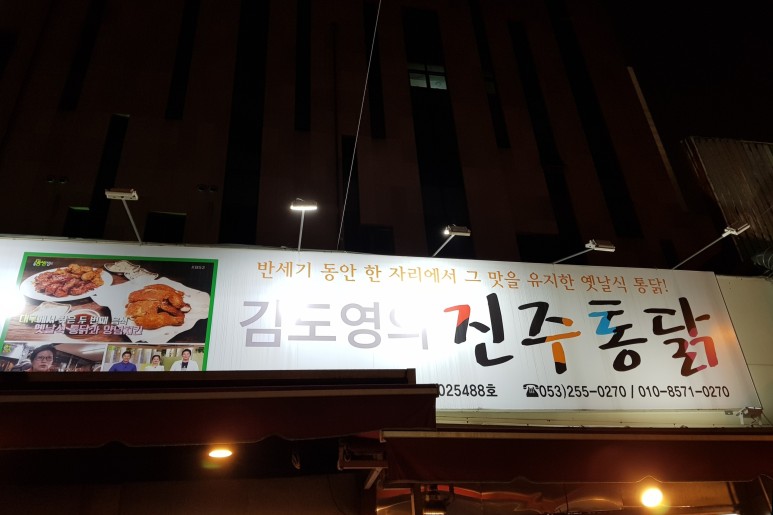 반세기 동안 한 자리에서 그 맛을 유지한 옛날식 통닭!
김도영의 진주통닭
025488호 ☎053)255-0270 / 010-8571-0270
옛날식 통닭과 양념치킨